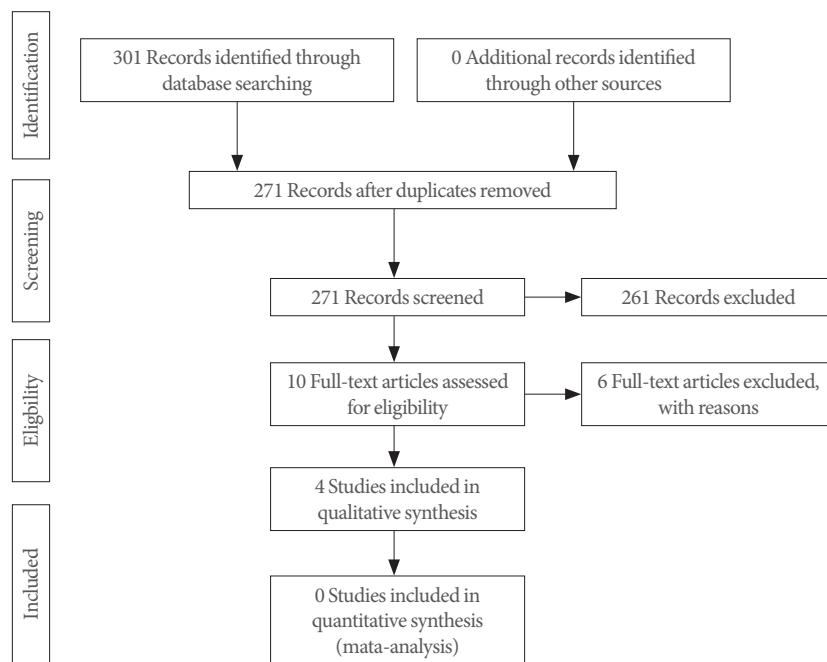 Identification
301 Records identified through
database searching
0 Additional records identified
through other sources
271 Records after duplicates removed
Screening
271 Records screened
261 Records excluded
Eligbility
10 Full-text articles assessed
for eligibility
6 Full-text articles excluded,
with reasons
4 Studies included in
qualitative synthesis
Included
0 Studies included in
quantitative synthesis
(mata-analysis)